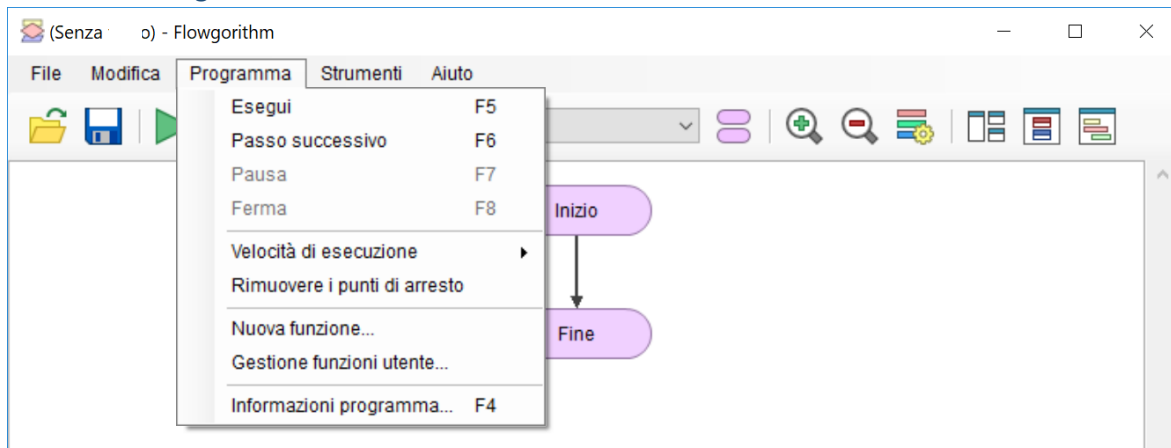 (Senza o) - Flowgorithm
File Modifica Programma Strumenti Aiuto
Esegui F5
Passo successivo F6
Pausa F7
Ferma F8
Inizio
Velocità di esecuzione
Rimuovere i punti di arresto
Nuova funzione...
Fine
Gestione funzioni utente...
Informazioni programma... F4